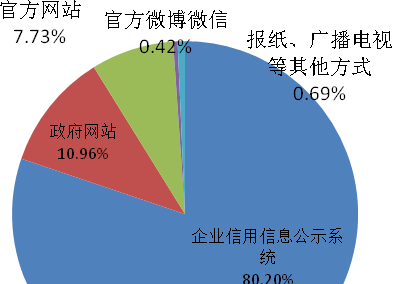 官方网站
7.73%
官方微博微信
0.42%
报纸、广播电视
等其他方式
0.69%
政府网站
10.96%
企业信用信息公示系
统
80.20%